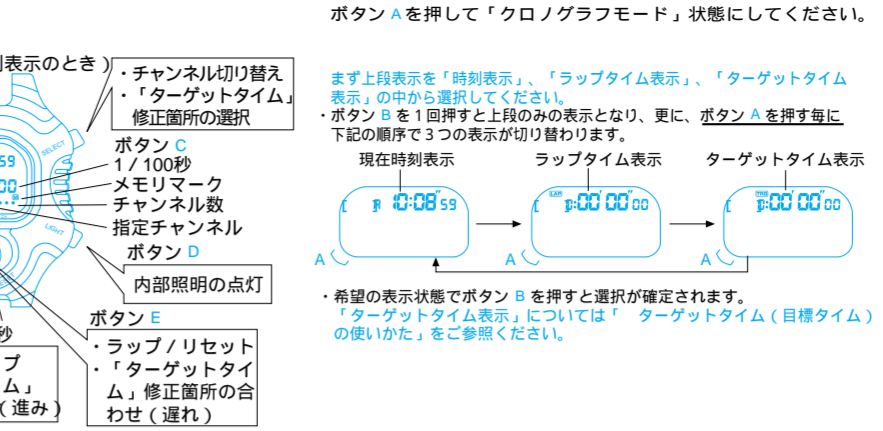 ボタン A を押して「クロノグラフモード」状態にしてください。
刻表示のとき)
・チャンネル切り替え
・「ターゲットタイム」
修正箇所の選択
SELECT
ボタン C
1 / 100秒
メモリマーク
チャンネル数
指定チャンネル
59
00
LIGHT
ボタン D
内部照明の点灯
秒
プ
ム」
(進み)
ボタン E
・ラップ / リセット
・「ターゲットタイ
ム」修正箇所の合
わせ(遅れ)
まず上段表示を「時刻表示」、「ラップタイム表示」、「ターゲットタイム
表示」の中から選択してください。
・ボタン B を1回押すと上段のみの表示となり、更に、ボタン A を押す毎に
下記の順序で3つの表示が切り替わります。
現在時刻表示
ラップタイム表示
ターゲットタイム表示
10:08 59
LAP
0:00'00"00
0:00'00"00
A
A
A
・希望の表示状態でボタン B を押すと選択が確定されます。
「ターゲットタイム表示」については「 ターゲットタイム(目標タイム)
の使いかた」をご参照ください。